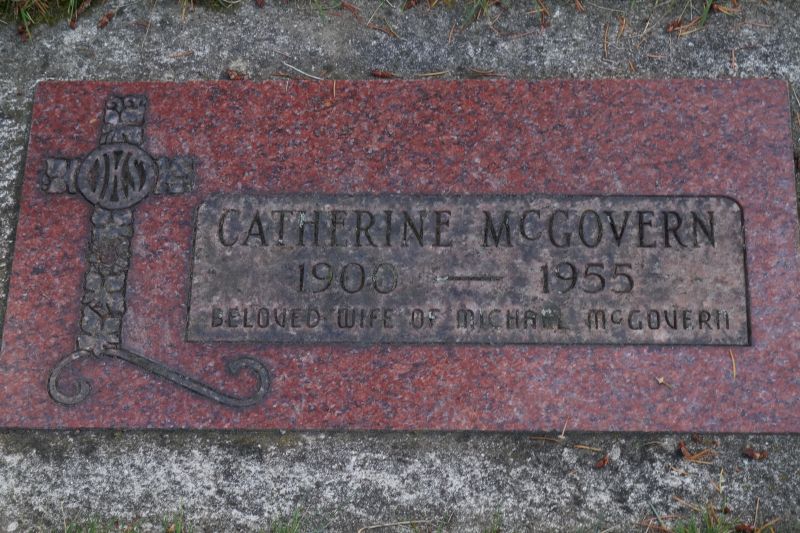 IHS
CATHERINE McGOVERN
1900 — 1955
BELOVED WIFE OF MICHAEL McGOVERN